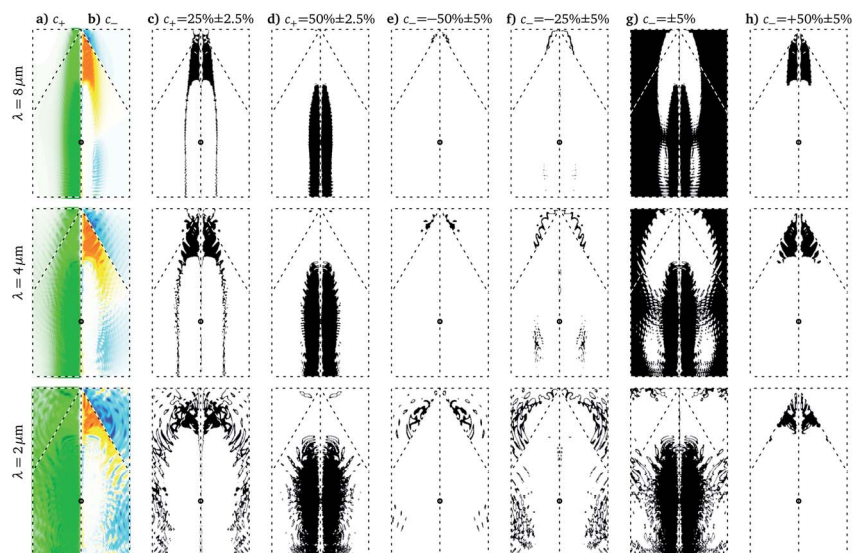 a) c₊ b) c₋ c) c₊=25%±2.5% d) c₊=50%±2.5% e) c₋=−50%±5% f) c₋=−25%±5% g) c₋=±5% h) c₋=+50%±5%
λ = 8 μm
λ = 4 μm
λ = 2 μm